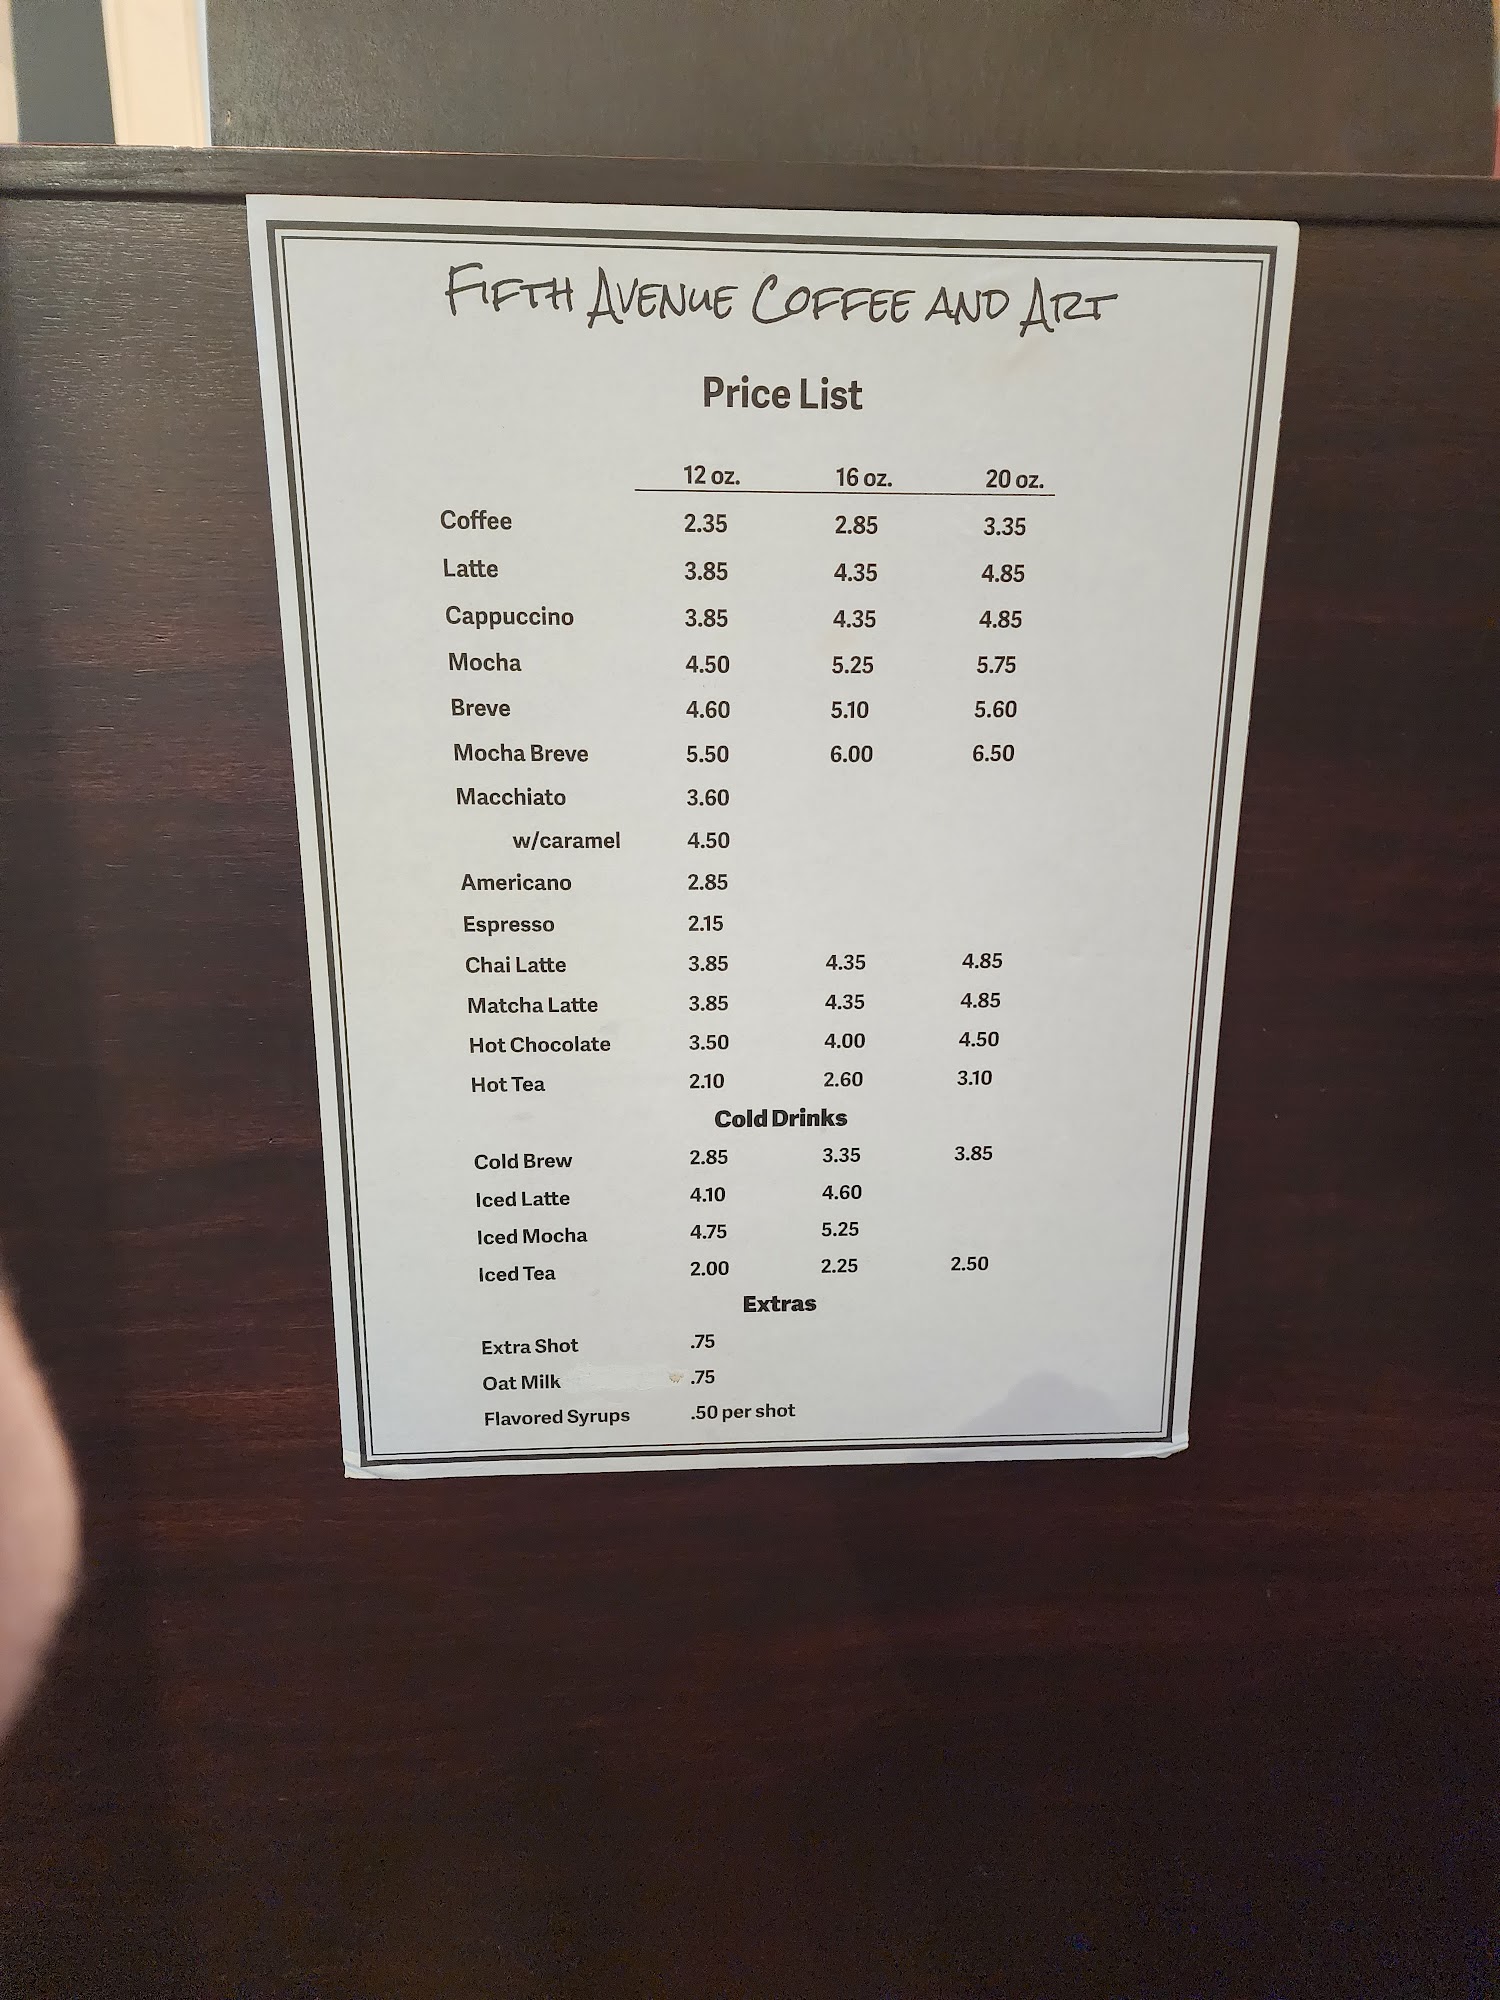 Fifth Avenue Coffee and Art
Price List
12 oz. 16 oz. 20 oz.
Coffee 2.35 2.85 3.35
Latte 3.85 4.35 4.85
Cappuccino 3.85 4.35 4.85
Mocha 4.50 5.25 5.75
Breve 4.60 5.10 5.60
Mocha Breve 5.50 6.00 6.50
Macchiato 3.60
w/caramel 4.50
Americano 2.85
Espresso 2.15
Chai Latte 3.85 4.35 4.85
Matcha Latte 3.85 4.35 4.85
Hot Chocolate 3.50 4.00 4.50
Hot Tea 2.10 2.60 3.10
Cold Drinks
Cold Brew 2.85 3.35 3.85
Iced Latte 4.10 4.60
Iced Mocha 4.75 5.25
Iced Tea 2.00 2.25 2.50
Extras
Extra Shot .75
Oat Milk .75
Flavored Syrups .50 per shot